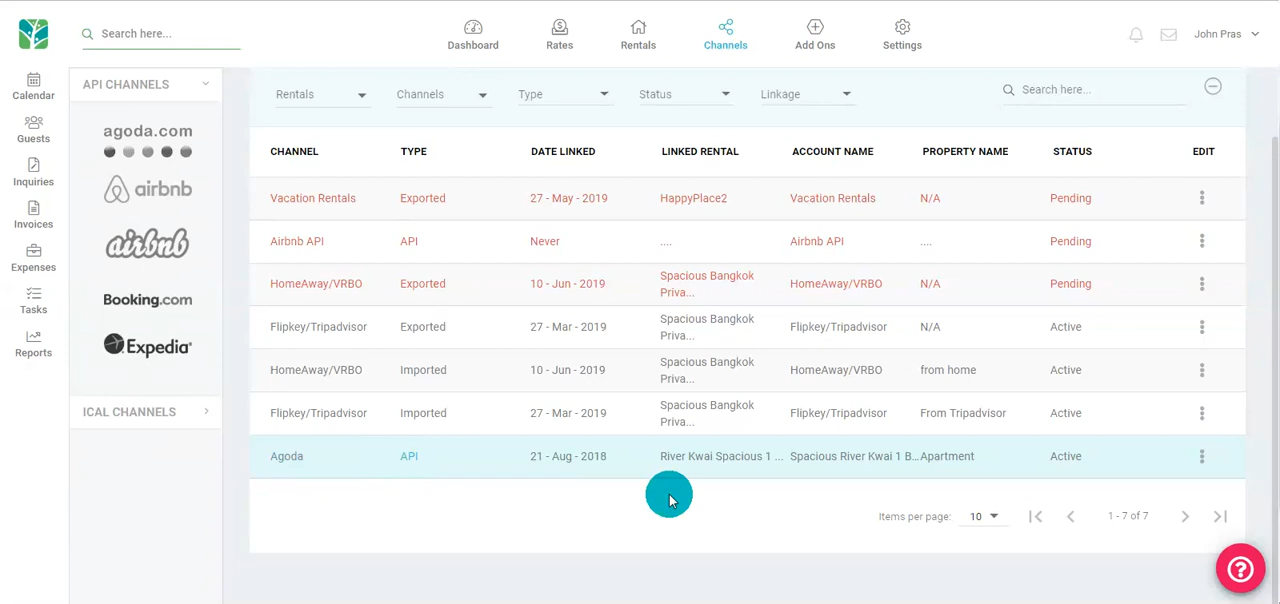 Search here...
Dashboard
Rates
Rentals
Channels
Add Ons
Settings
John Pras
Calendar
Guests
Inquiries
Invoices
Expenses
Tasks
Reports
API CHANNELS
agoda.com
airbnb
airbnb
Booking.com
Expedia
ICAL CHANNELS
Rentals Channels Type Status Linkage Search here...
CHANNEL TYPE DATE LINKED LINKED RENTAL ACCOUNT NAME PROPERTY NAME STATUS EDIT
Vacation Rentals Exported 27 - May - 2019 HappyPlace2 Vacation Rentals N/A Pending
Airbnb API API Never .... Airbnb API .... Pending
HomeAway/VRBO Exported 10 - Jun - 2019 Spacious Bangkok Priva... HomeAway/VRBO N/A Pending
Flipkey/Tripadvisor Exported 27 - Mar - 2019 Spacious Bangkok Priva... Flipkey/Tripadvisor N/A Active
HomeAway/VRBO Imported 10 - Jun - 2019 Spacious Bangkok Priva... HomeAway/VRBO from home Active
Flipkey/Tripadvisor Imported 27 - Mar - 2019 Spacious Bangkok Priva... Flipkey/Tripadvisor From Tripadvisor Active
Agoda API 21 - Aug - 2018 River Kwai Spacious 1 ... Spacious River Kwai 1 B... Apartment Active
Items per page: 10 1 - 7 of 7